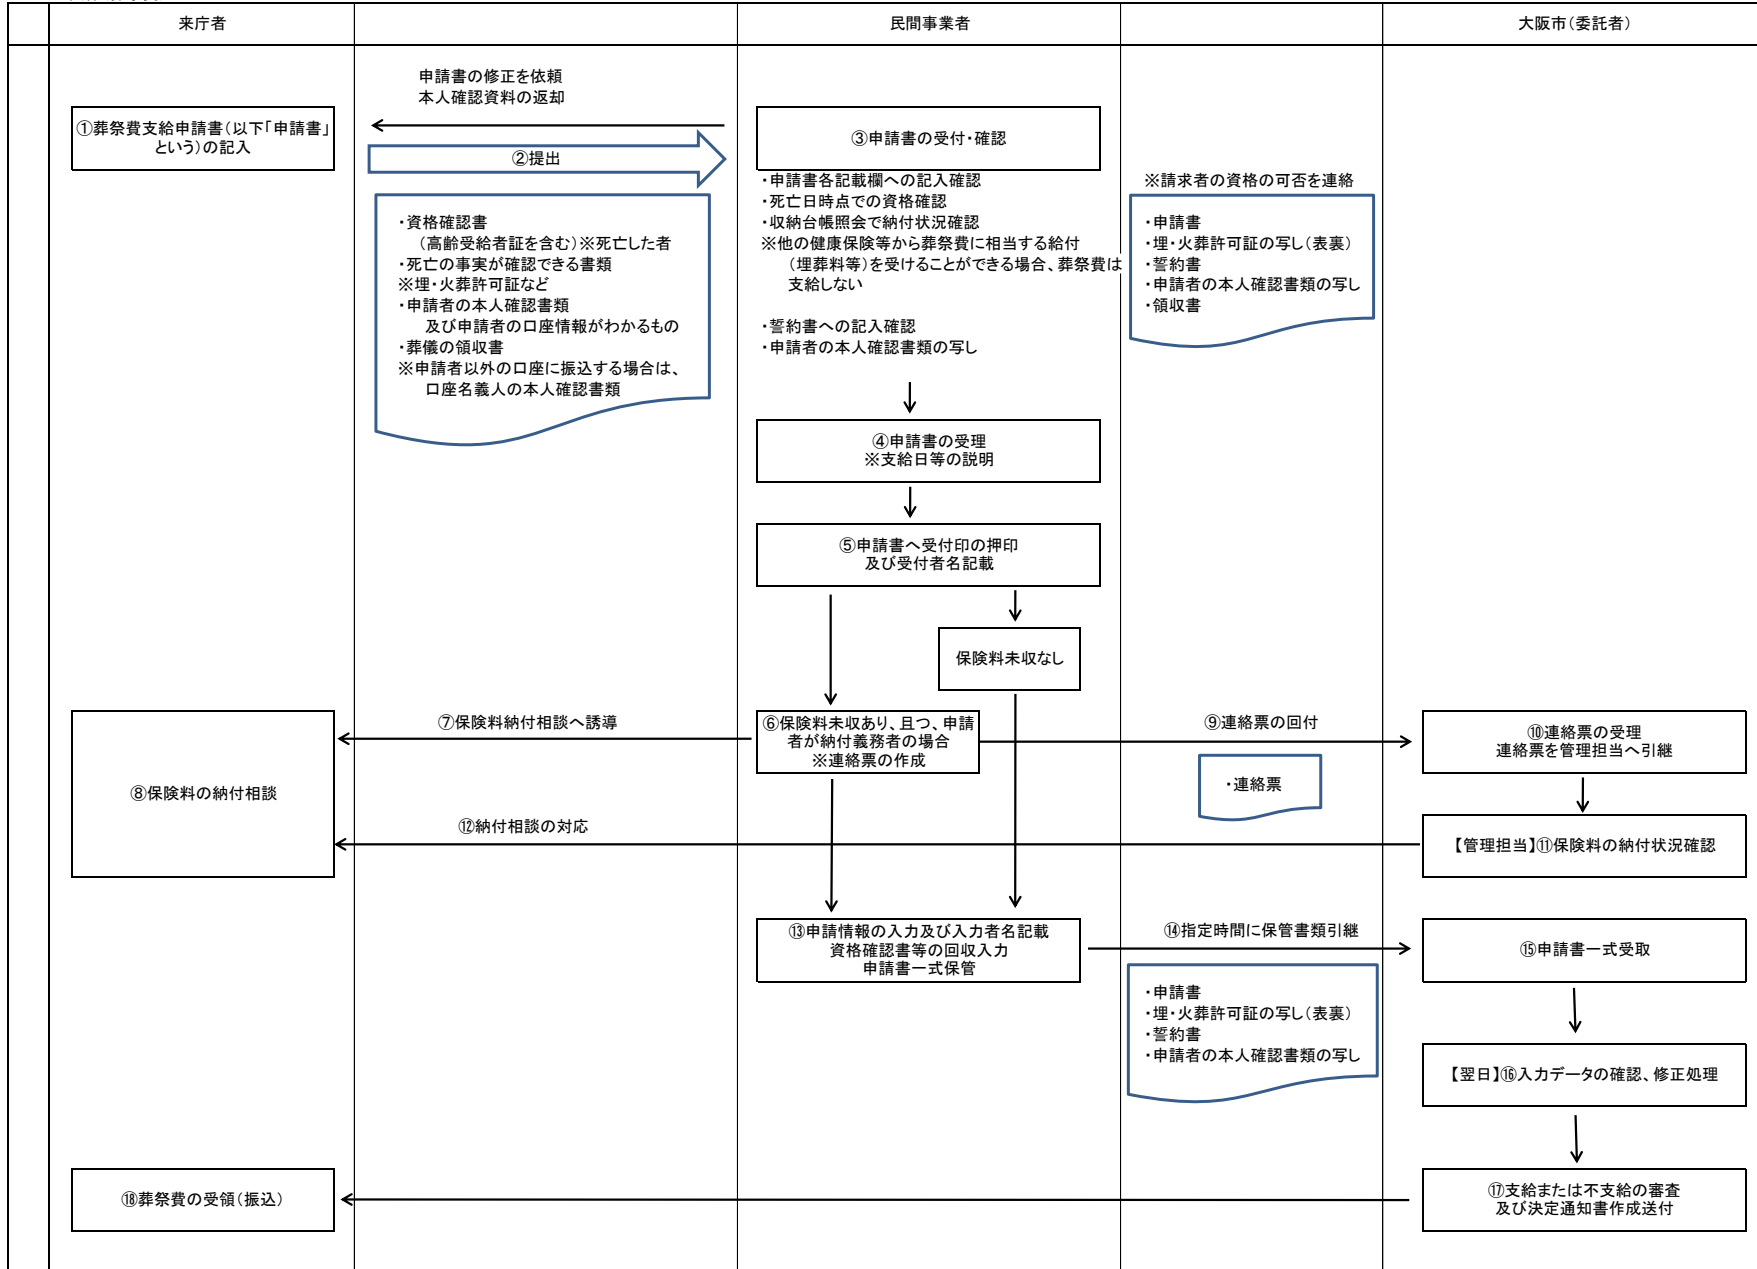 来庁者
民間事業者
大阪市（委託者）
申請書の修正を依頼
本人確認資料の返却
①葬祭費支給申請書（以下「申請書」
という）の記入
②提出
③申請書の受付・確認
・資格確認書
（高齢受給者証を含む）※死亡した者
・死亡の事実が確認できる書類
※埋・火葬許可証など
・申請者の本人確認書類
及び申請者の口座情報がわかるもの
・葬儀の領収書
※申請者以外の口座に振込する場合は、
口座名義人の本人確認書類
・申請書各記載欄への記入確認
・死亡日時点での資格確認
・収納台帳照会で納付状況確認
※他の健康保険等から葬祭費に相当する給付
（埋葬料等）を受けることができる場合、葬祭費は
支給しない
・誓約書への記入確認
・申請者の本人確認書類の写し
※請求者の資格の可否を連絡
・申請書
・埋・火葬許可証の写し（表裏）
・誓約書
・申請者の本人確認書類の写し
・領収書
④申請書の受理
※支給日等の説明
⑤申請書へ受付印の押印
及び受付者名記載
保険料未収なし
⑥保険料未収あり、且つ、申請
者が納付義務者の場合
※連絡票の作成
⑦保険料納付相談へ誘導
⑧保険料の納付相談
⑨連絡票の回付
・連絡票
⑩連絡票の受理
連絡票を管理担当へ引継
⑫納付相談の対応
【管理担当】⑪保険料の納付状況確認
⑬申請情報の入力及び入力者名記載
資格確認書等の回収入力
申請書一式保管
⑭指定時間に保管書類引継
・申請書
・埋・火葬許可証の写し（表裏）
・誓約書
・申請者の本人確認書類の写し
⑮申請書一式受取
【翌日】⑯入力データの確認、修正処理
⑰支給または不支給の審査
及び決定通知書作成送付
⑱葬祭費の受領（振込）